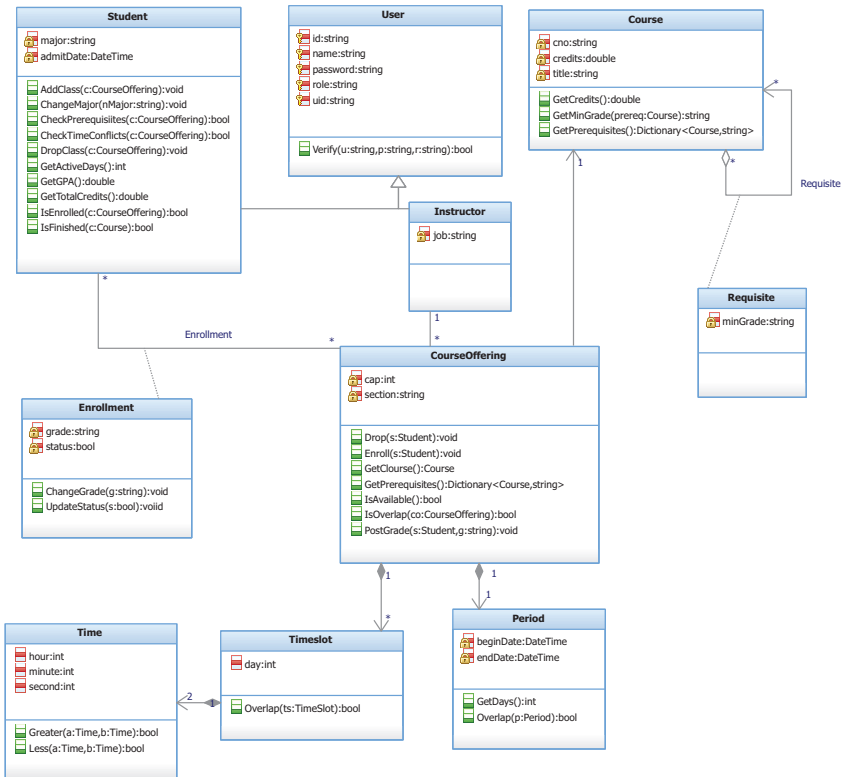 Student
major:string
admitDate:DateTime
AddClass(c:CourseOffering):void
ChangeMajor(nMajor:string):void
CheckPrerequisiites(c:CourseOffering):bool
CheckTimeConflicts(c:CourseOffering):bool
DropClass(c:CourseOffering):void
GetActiveDays():int
GetGPA():double
GetTotalCredits():double
IsEnrolled(c:CourseOffering):bool
IsFinished(c:Course):bool
User
id:string
name:string
password:string
role:string
uid:string
Verify(u:string,p:string,r:string):bool
Course
cno:string
credits:double
title:string
GetCredits():double
GetMinGrade(prereq:Course):string
GetPrerequisites():Dictionary<Course,string>
*
*
1
Requisite
Instructor
job:string
Requisite
minGrade:string
*
Enrollment
*
1
*
CourseOffering
cap:int
section:string
Drop(s:Student):void
Enroll(s:Student):void
GetClourse():Course
GetPrerequisites():Dictionary<Course,string>
IsAvailable():bool
IsOverlap(co:CourseOffering):bool
PostGrade(s:Student,g:string):void
Enrollment
grade:string
status:bool
ChangeGrade(g:string):void
UpdateStatus(s:bool):voiid
1
*
1
1
Time
hour:int
minute:int
second:int
Greater(a:Time,b:Time):bool
Less(a:Time,b:Time):bool
2
1
Timeslot
day:int
Overlap(ts:TimeSlot):bool
Period
beginDate:DateTime
endDate:DateTime
GetDays():int
Overlap(p:Period):bool